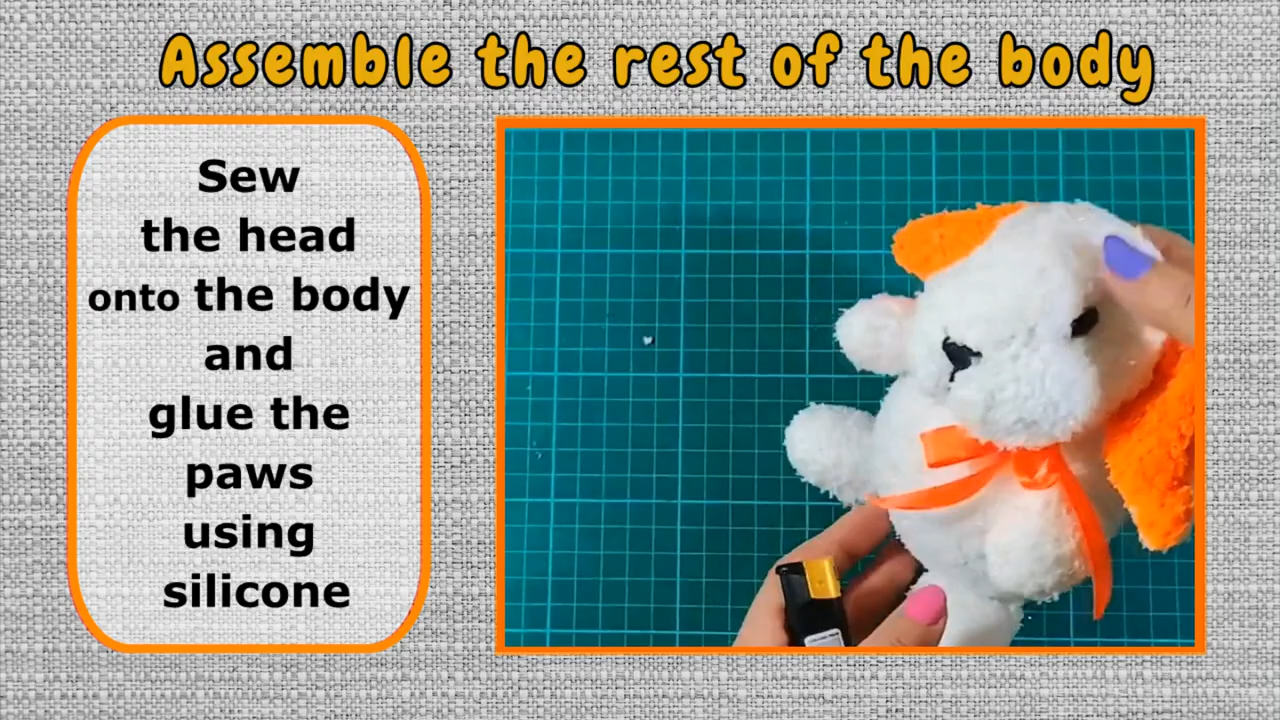 Assemble the rest of the body
Sew
the head
onto the body
and
glue the
paws
using
silicone